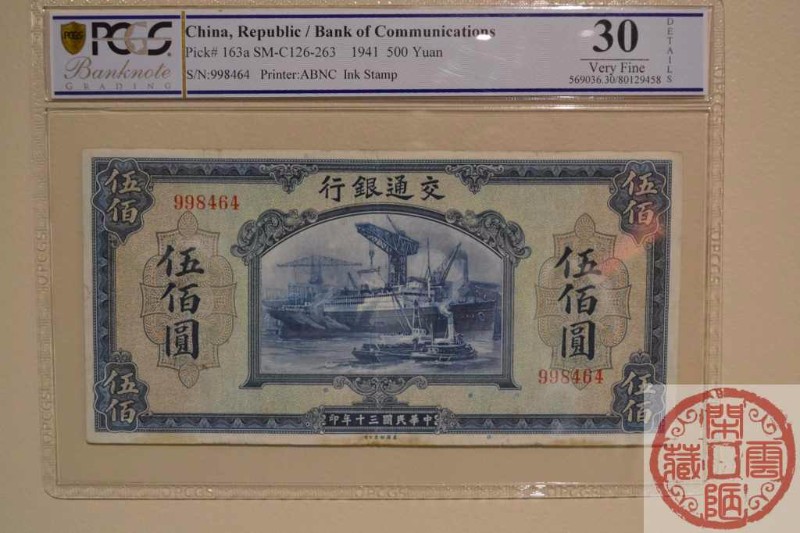 PCGS
Banknote
GRADING
China, Republic / Bank of Communications
Pick# 163a SM-C126-263 1941 500 Yuan
S/N:998464 Printer:ABNC Ink Stamp
30
Very Fine
569036.30/80129458
DETAILS
伍佰
行銀通交
伍佰
998464
伍佰圓
伍佰圓
998464
伍佰
印年十三國民華中
伍佰